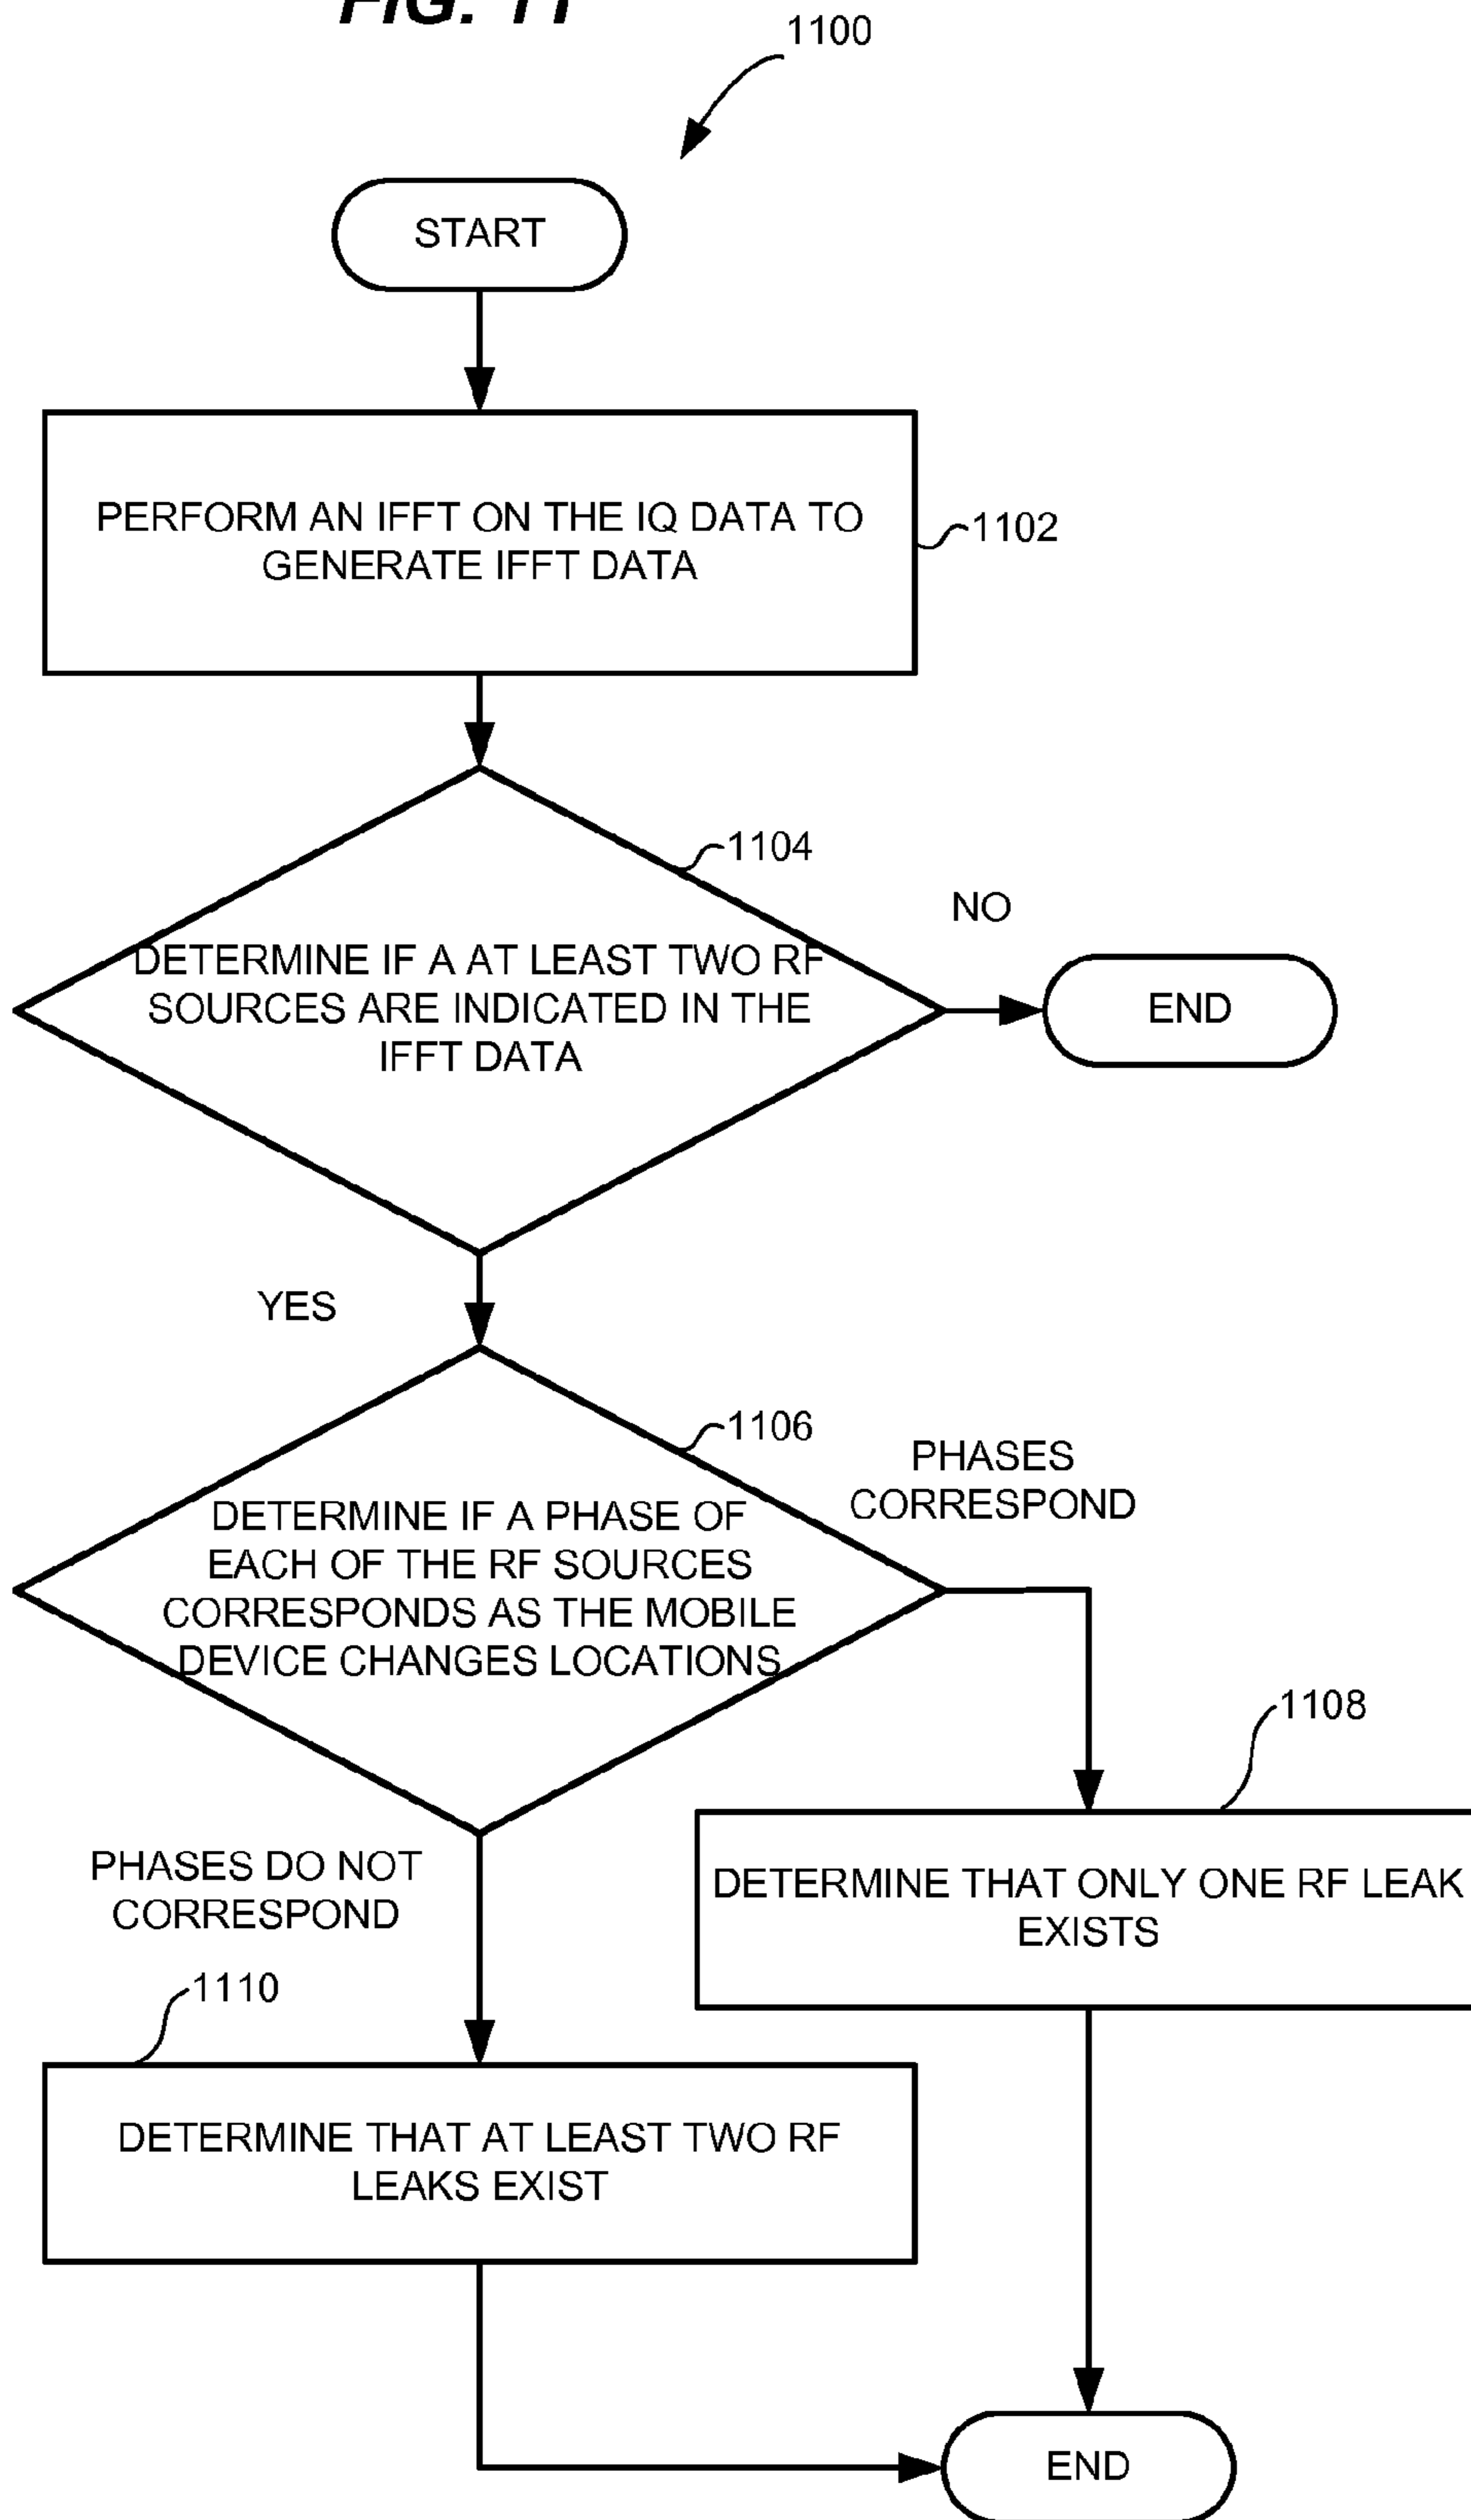 FIG. 11
1100
START
PERFORM AN IFFT ON THE IQ DATA TO
GENERATE IFFT DATA
1102
1104
NO
DETERMINE IF A AT LEAST TWO RF
SOURCES ARE INDICATED IN THE
IFFT DATA
END
YES
1106
PHASES
CORRESPOND
DETERMINE IF A PHASE OF
EACH OF THE RF SOURCES
CORRESPONDS AS THE MOBILE
DEVICE CHANGES LOCATIONS
1108
PHASES DO NOT
CORRESPOND
DETERMINE THAT ONLY ONE RF LEAK
EXISTS
1110
DETERMINE THAT AT LEAST TWO RF
LEAKS EXIST
END